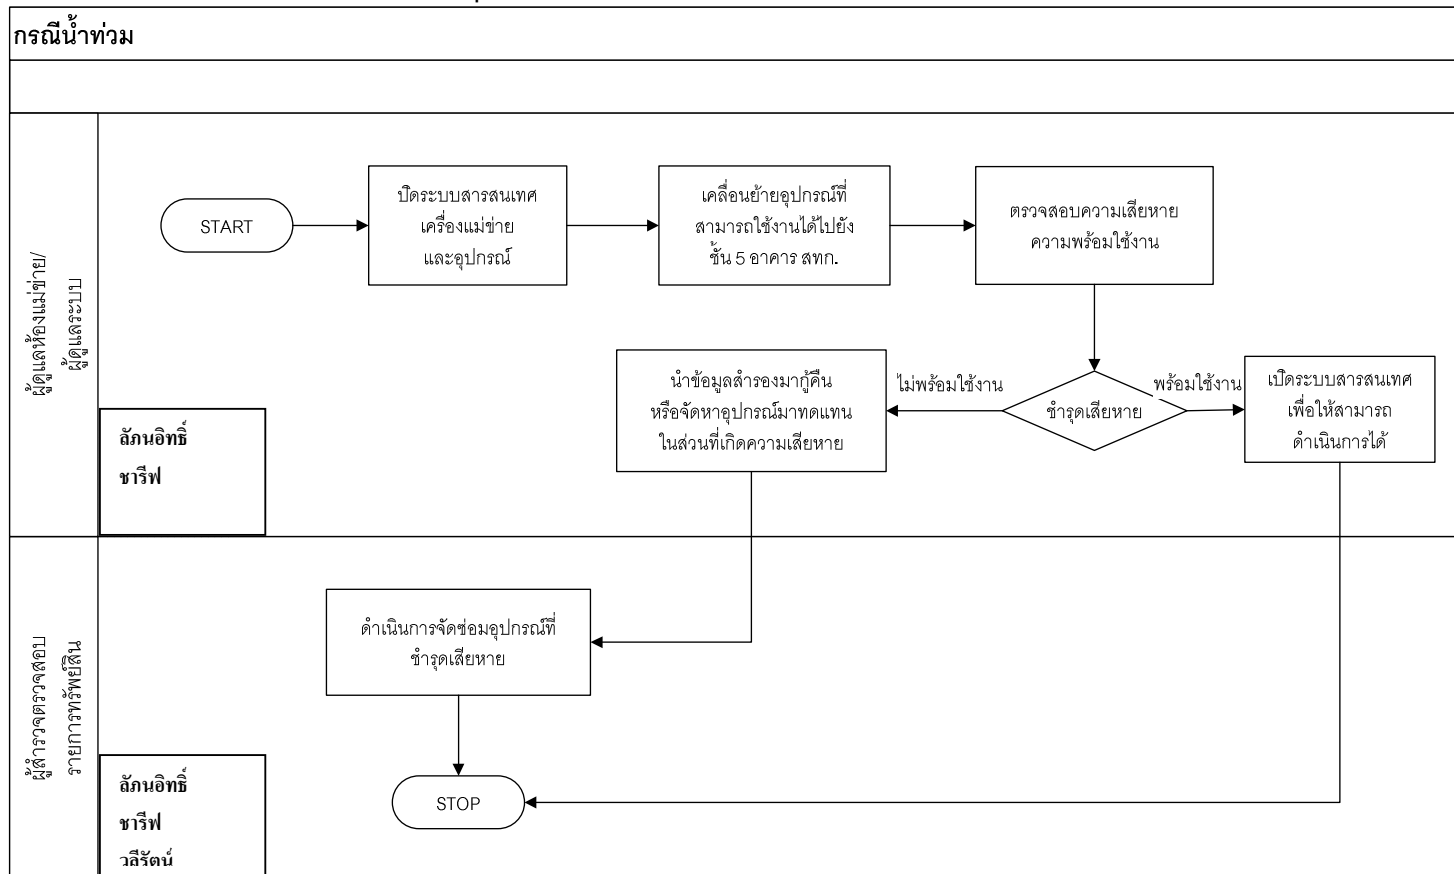 กรณีน้ำท่วม
ผู้ดูแลห้องแม่ข่าย/
ผู้ดูแลระบบ
START
ปิดระบบสารสนเทศ
เครื่องแม่ข่าย
และอุปกรณ์
เคลื่อนย้ายอุปกรณ์ที่
สามารถใช้งานได้ไปยัง
ชั้น 5 อาคาร สทก.
ตรวจสอบความเสียหาย
ความพร้อมใช้งาน
นำข้อมูลสำรองมากู้คืน
หรือจัดหาอุปกรณ์มาทดแทน
ในส่วนที่เกิดความเสียหาย
ไม่พร้อมใช้งาน
ชำรุดเสียหาย
พร้อมใช้งาน
เปิดระบบสารสนเทศ
เพื่อให้สามารถ
ดำเนินการได้
ลัภนอิทธิ์
ชารีฟ
ผู้สำรวจตรวจสอบ
รายการทรัพย์สิน
ดำเนินการจัดซ่อมอุปกรณ์ที่
ชำรุดเสียหาย
STOP
ลัภนอิทธิ์
ชารีฟ
วลีรัตน์